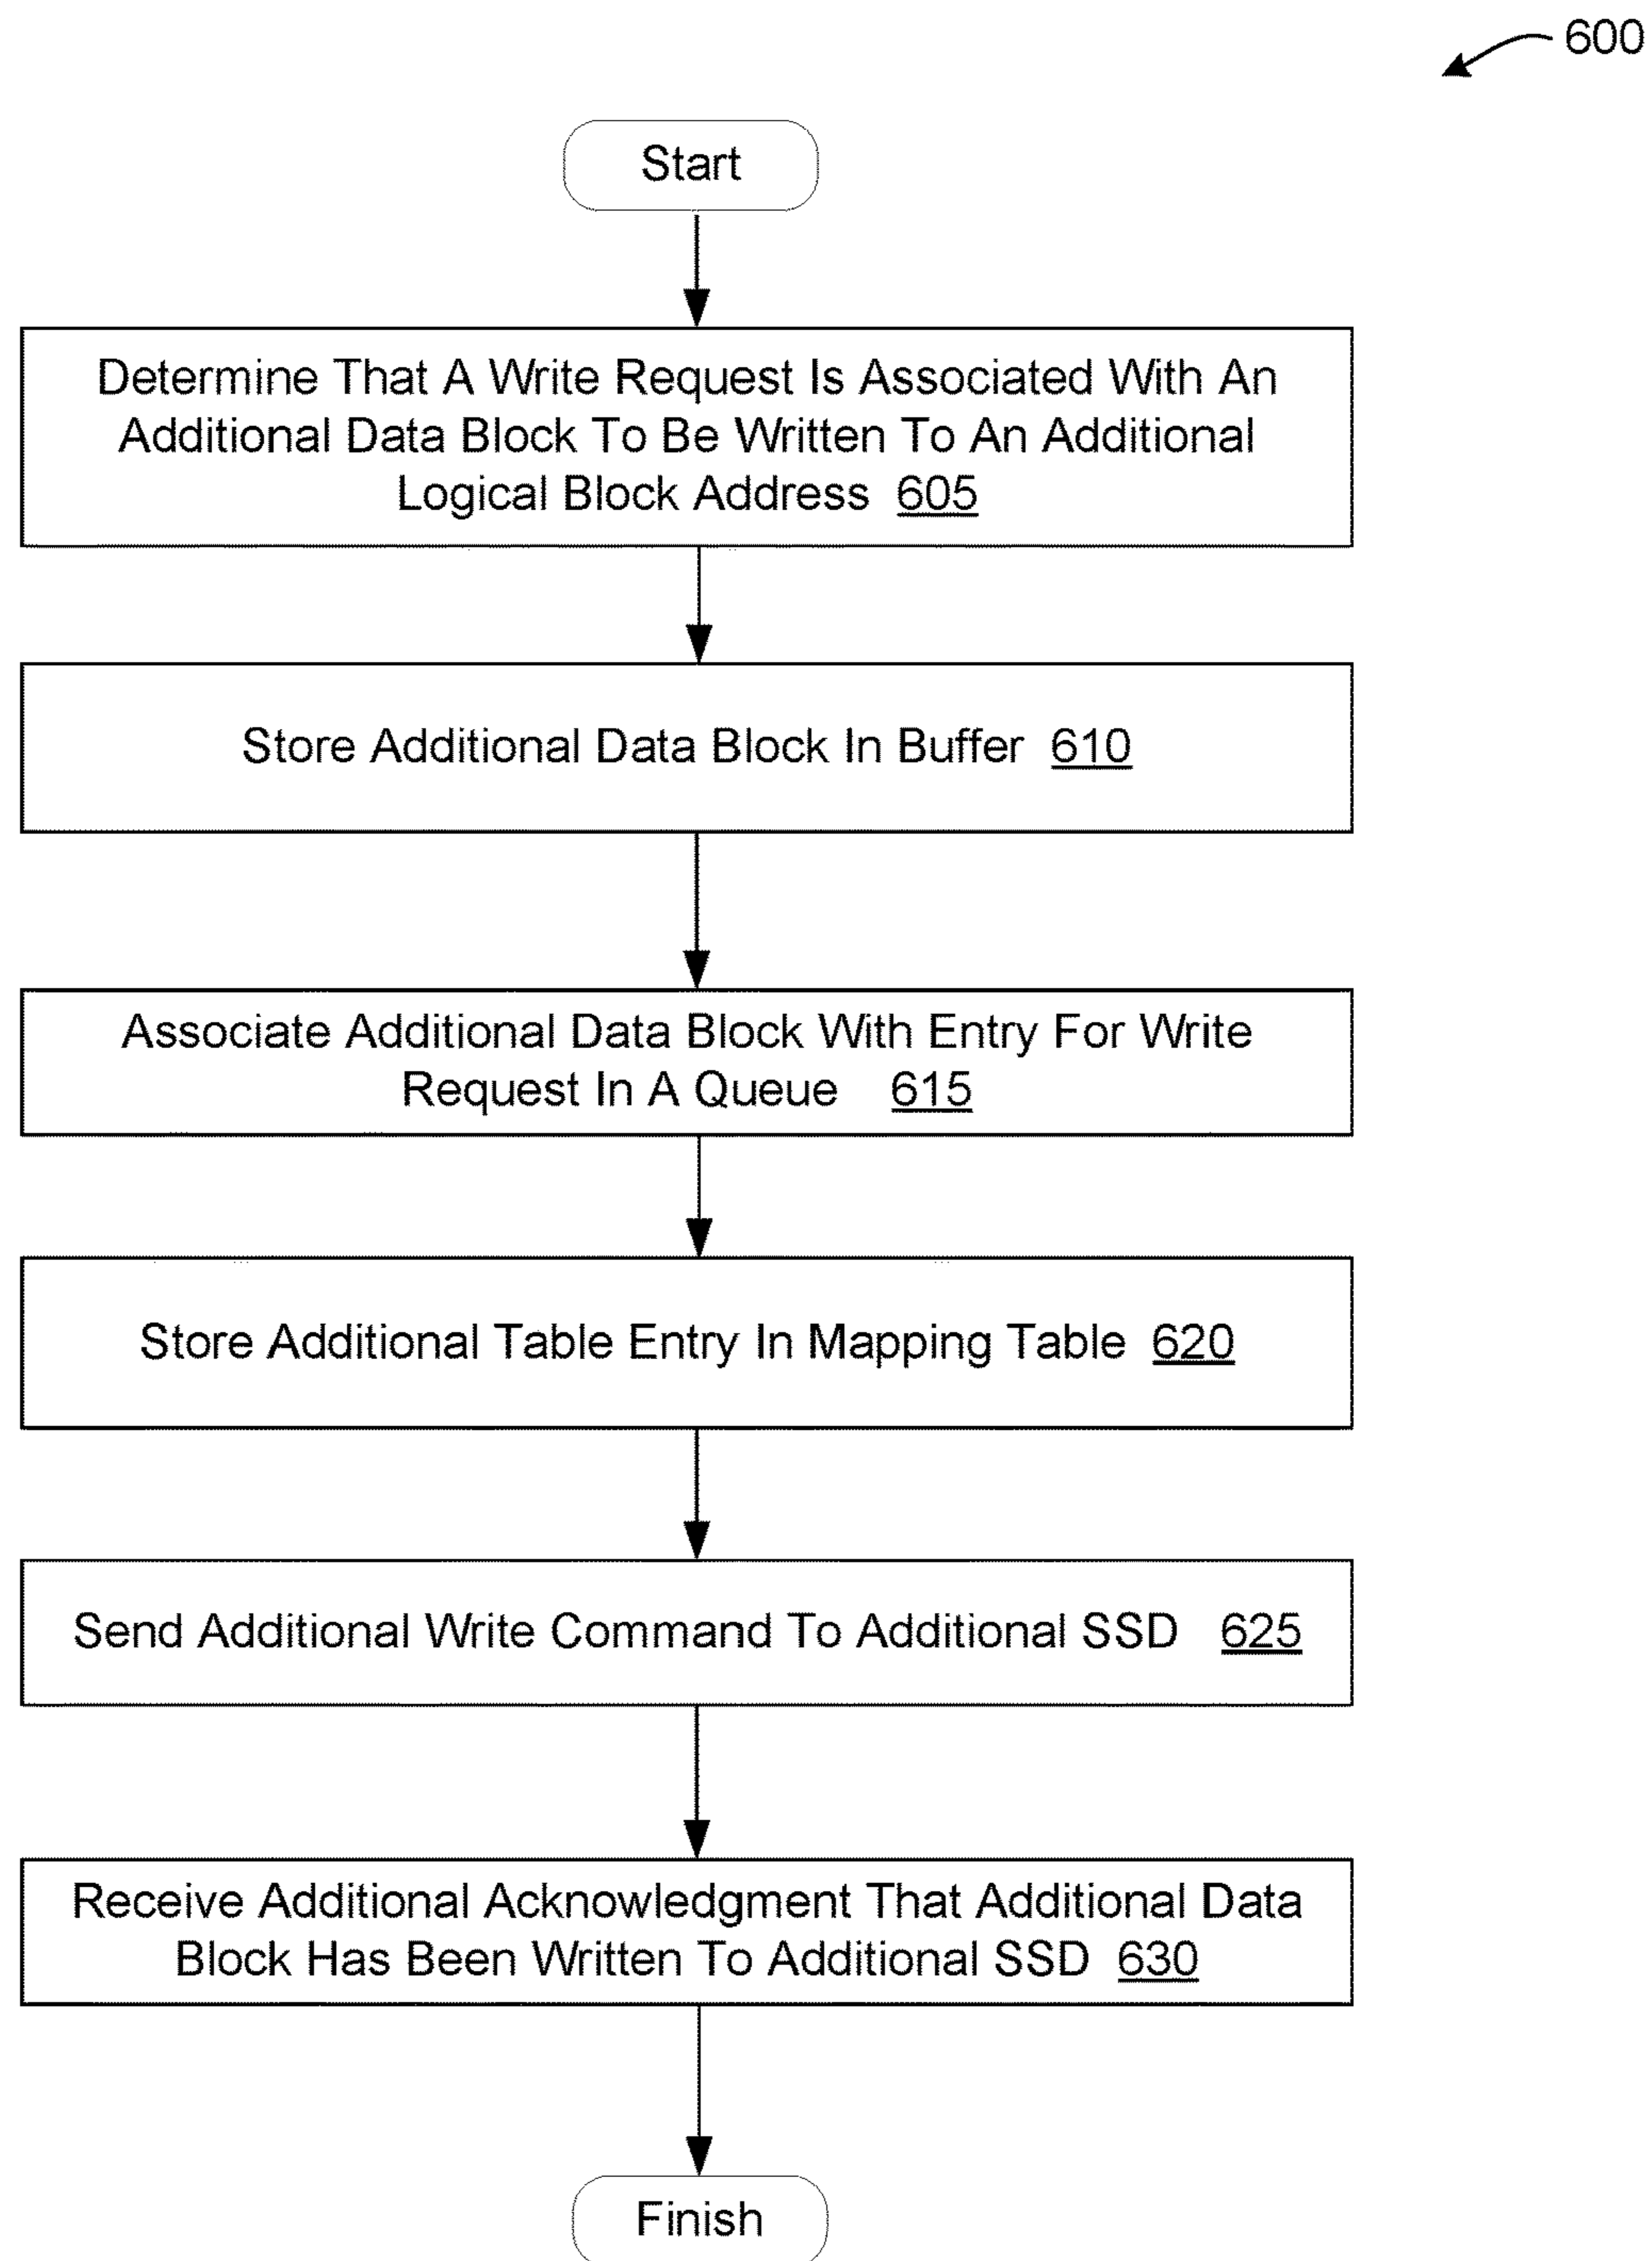 600
Start
Determine That A Write Request Is Associated With An
Additional Data Block To Be Written To An Additional
Logical Block Address 605
Store Additional Data Block In Buffer 610
Associate Additional Data Block With Entry For Write
Request In A Queue 615
Store Additional Table Entry In Mapping Table 620
Send Additional Write Command To Additional SSD 625
Receive Additional Acknowledgment That Additional Data
Block Has Been Written To Additional SSD 630
Finish